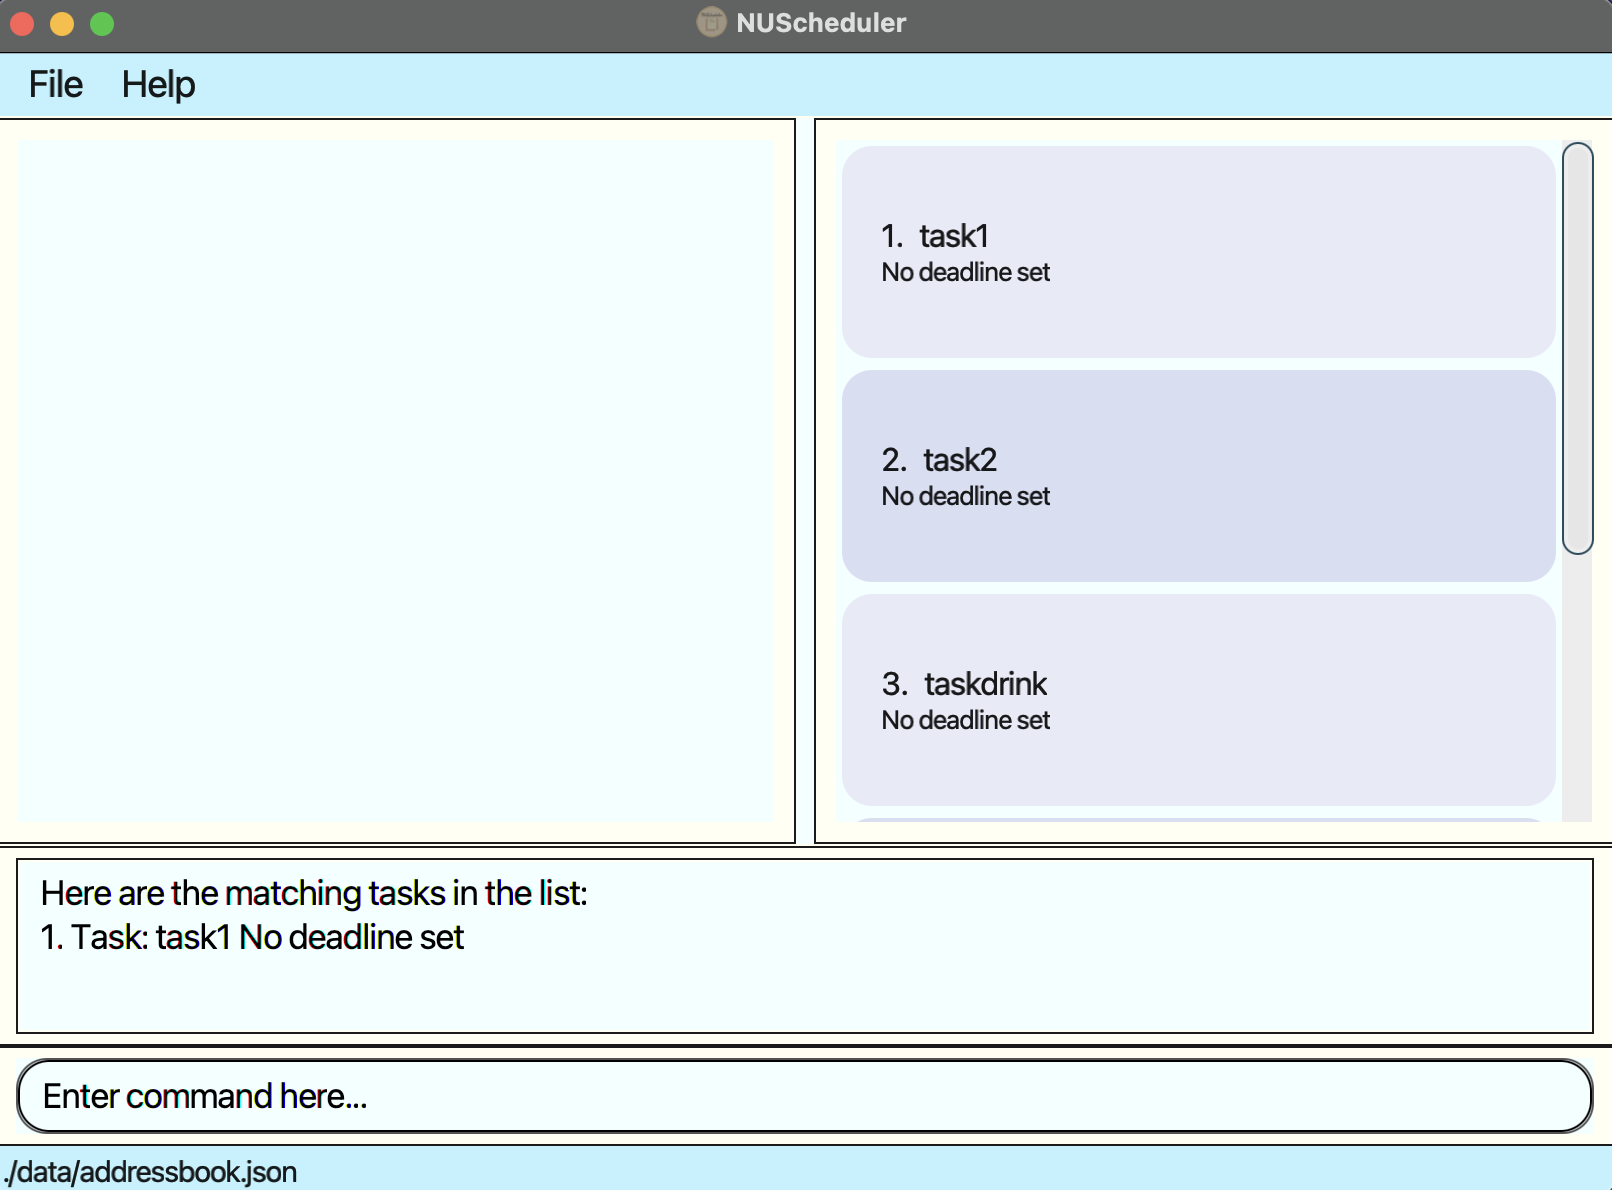 NUScheduler
File Help
1. task1
No deadline set
2. task2
No deadline set
3. taskdrink
No deadline set
Here are the matching tasks in the list:
1. Task: task1 No deadline set
Enter command here...
./data/addressbook.json